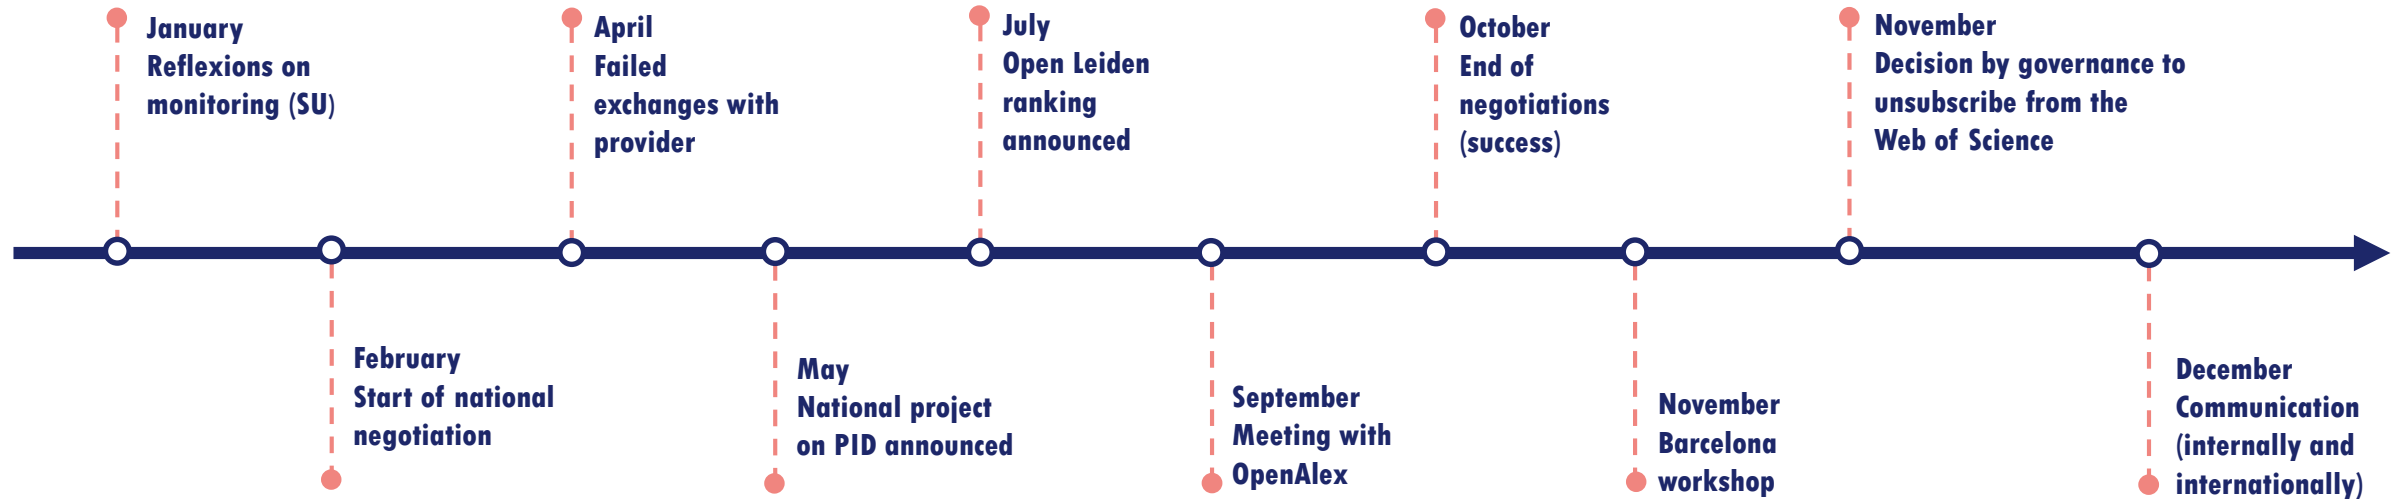 January
Reflexions on
monitoring (SU)
February
Start of national
negotiation
April
Failed
exchanges with
provider
May
National project
on PID announced
July
Open Leiden
ranking
announced
September
Meeting with
OpenAlex
October
End of
negotiations
(success)
November
Barcelona
workshop
November
Decision by governance to
unsubscribe from the
Web of Science
December
Communication
(internally and
internationally)